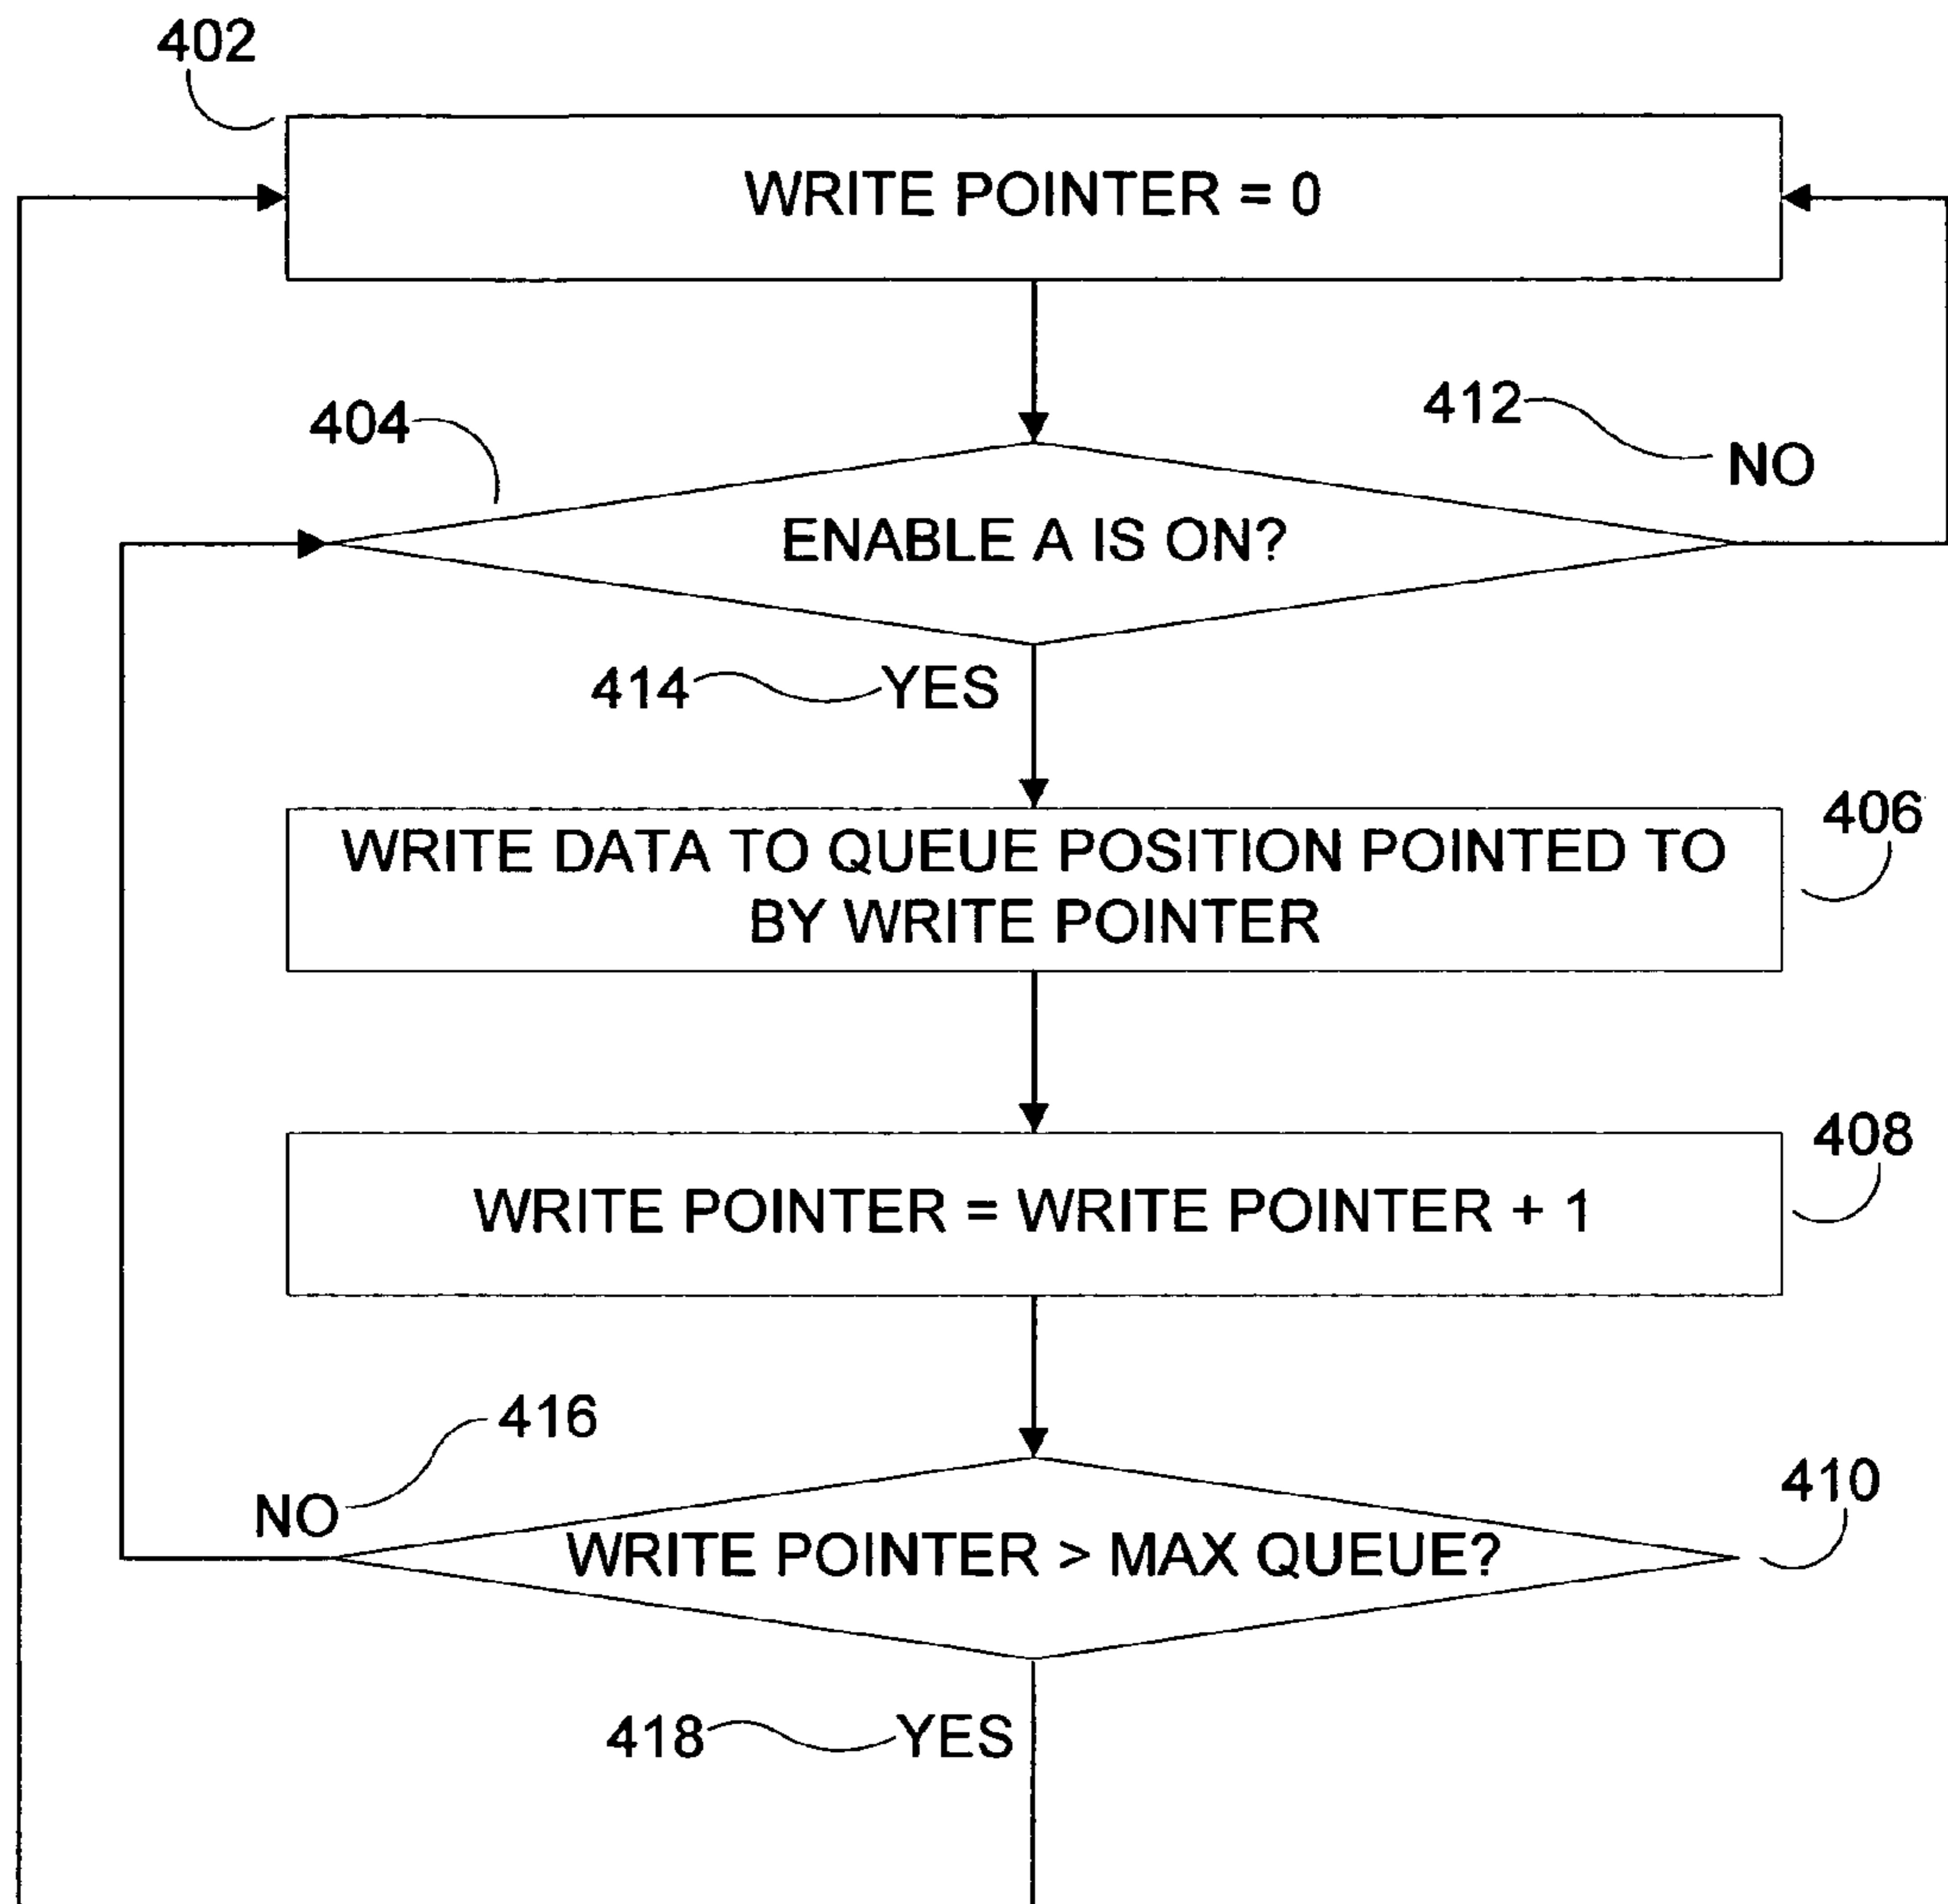 402
WRITE POINTER = 0
404
412
NO
ENABLE A IS ON?
414
YES
406
WRITE DATA TO QUEUE POSITION POINTED TO
BY WRITE POINTER
408
WRITE POINTER = WRITE POINTER + 1
416
NO
410
WRITE POINTER > MAX QUEUE?
418
YES